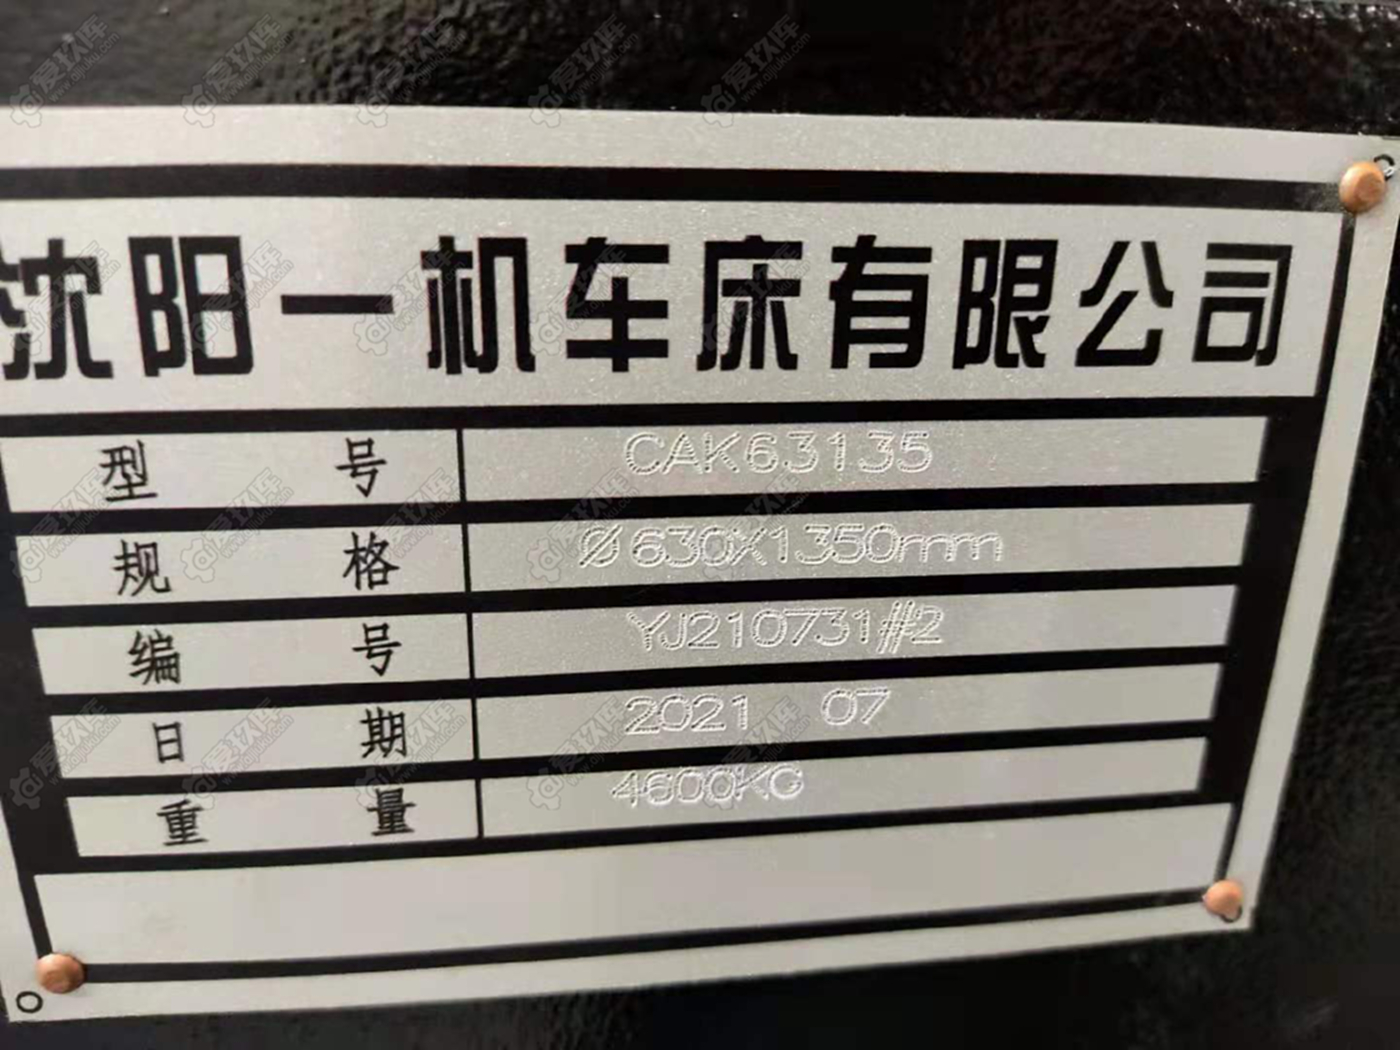 沈阳一机车床有限公司
型 号 CAK63135
规 格 Ø630X1350mm
编 号 YJ210731#2
日 期 2021 07
重 量 4600KG